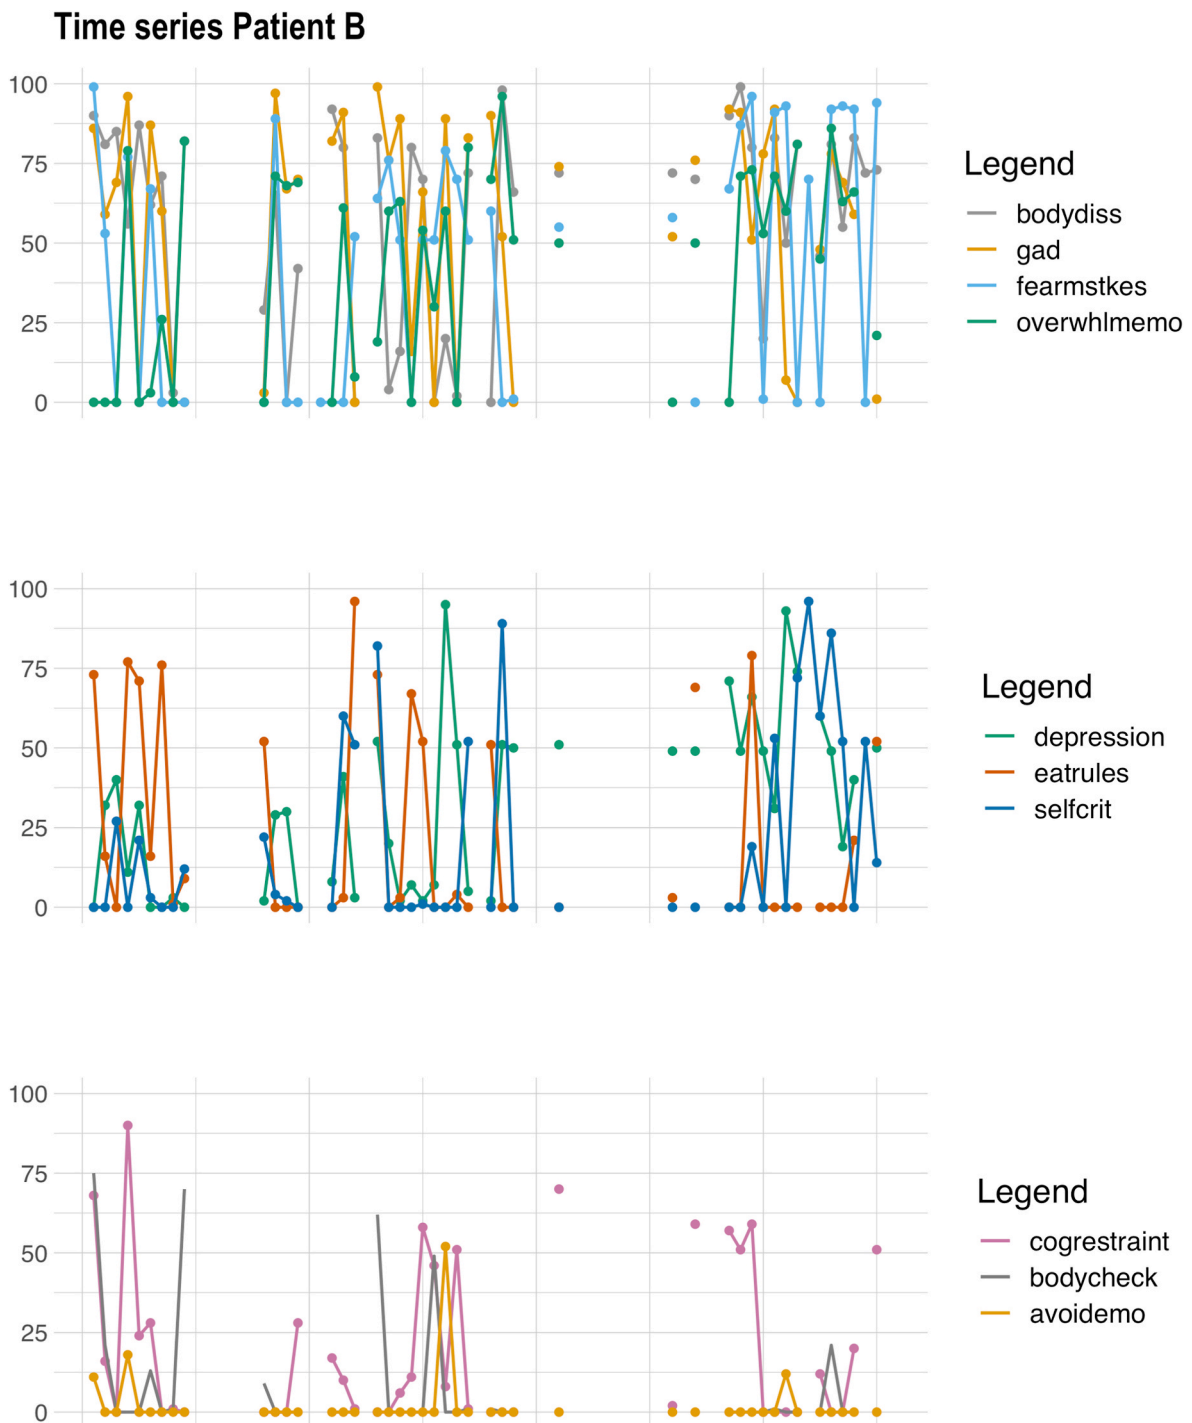 Time series Patient B
100
75
50
25
0
Legend
bodydiss
gad
fearmstkes
overwhlmemo
100
75
50
25
0
Legend
depression
eatrules
selfcrit
100
75
50
25
0
Legend
cogrestraint
bodycheck
avoidemo